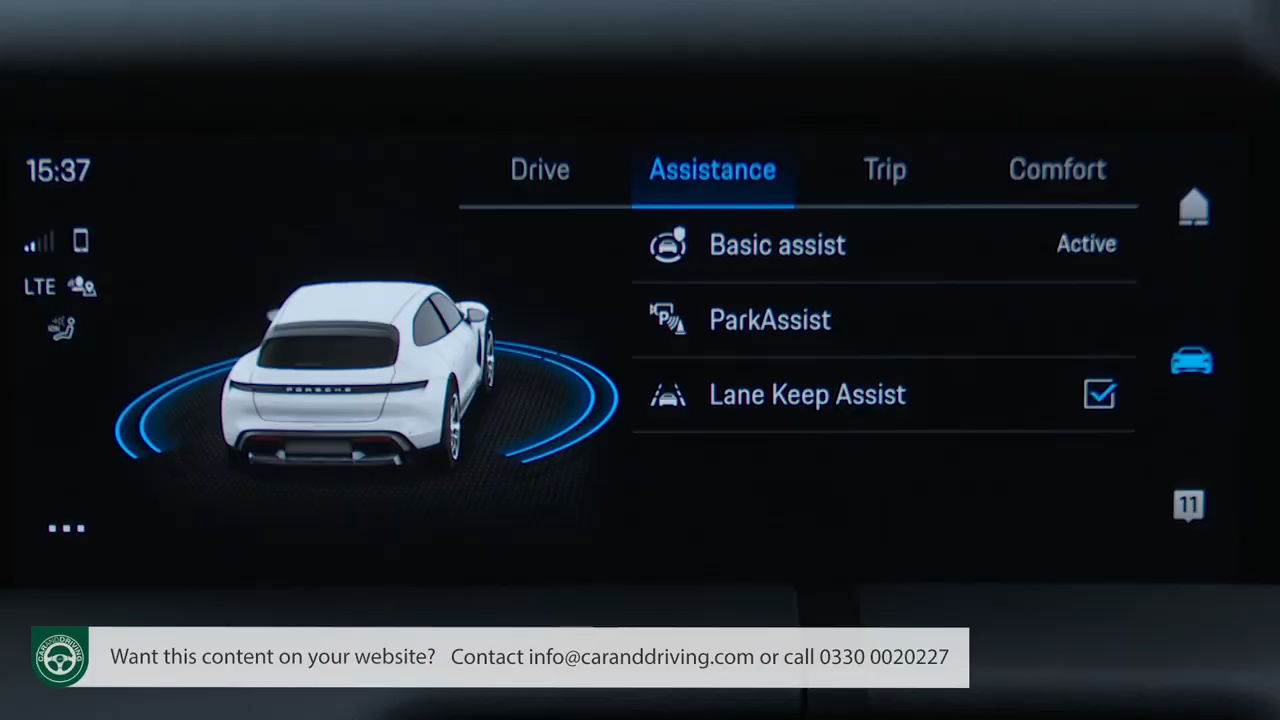 15:37
Drive Assistance Trip Comfort
LTE
Basic assist Active
ParkAssist
Lane Keep Assist
PORSCHE
11
CARANDDRIVING
Want this content on your website? Contact info@caranddriving.com or call 0330 0020227